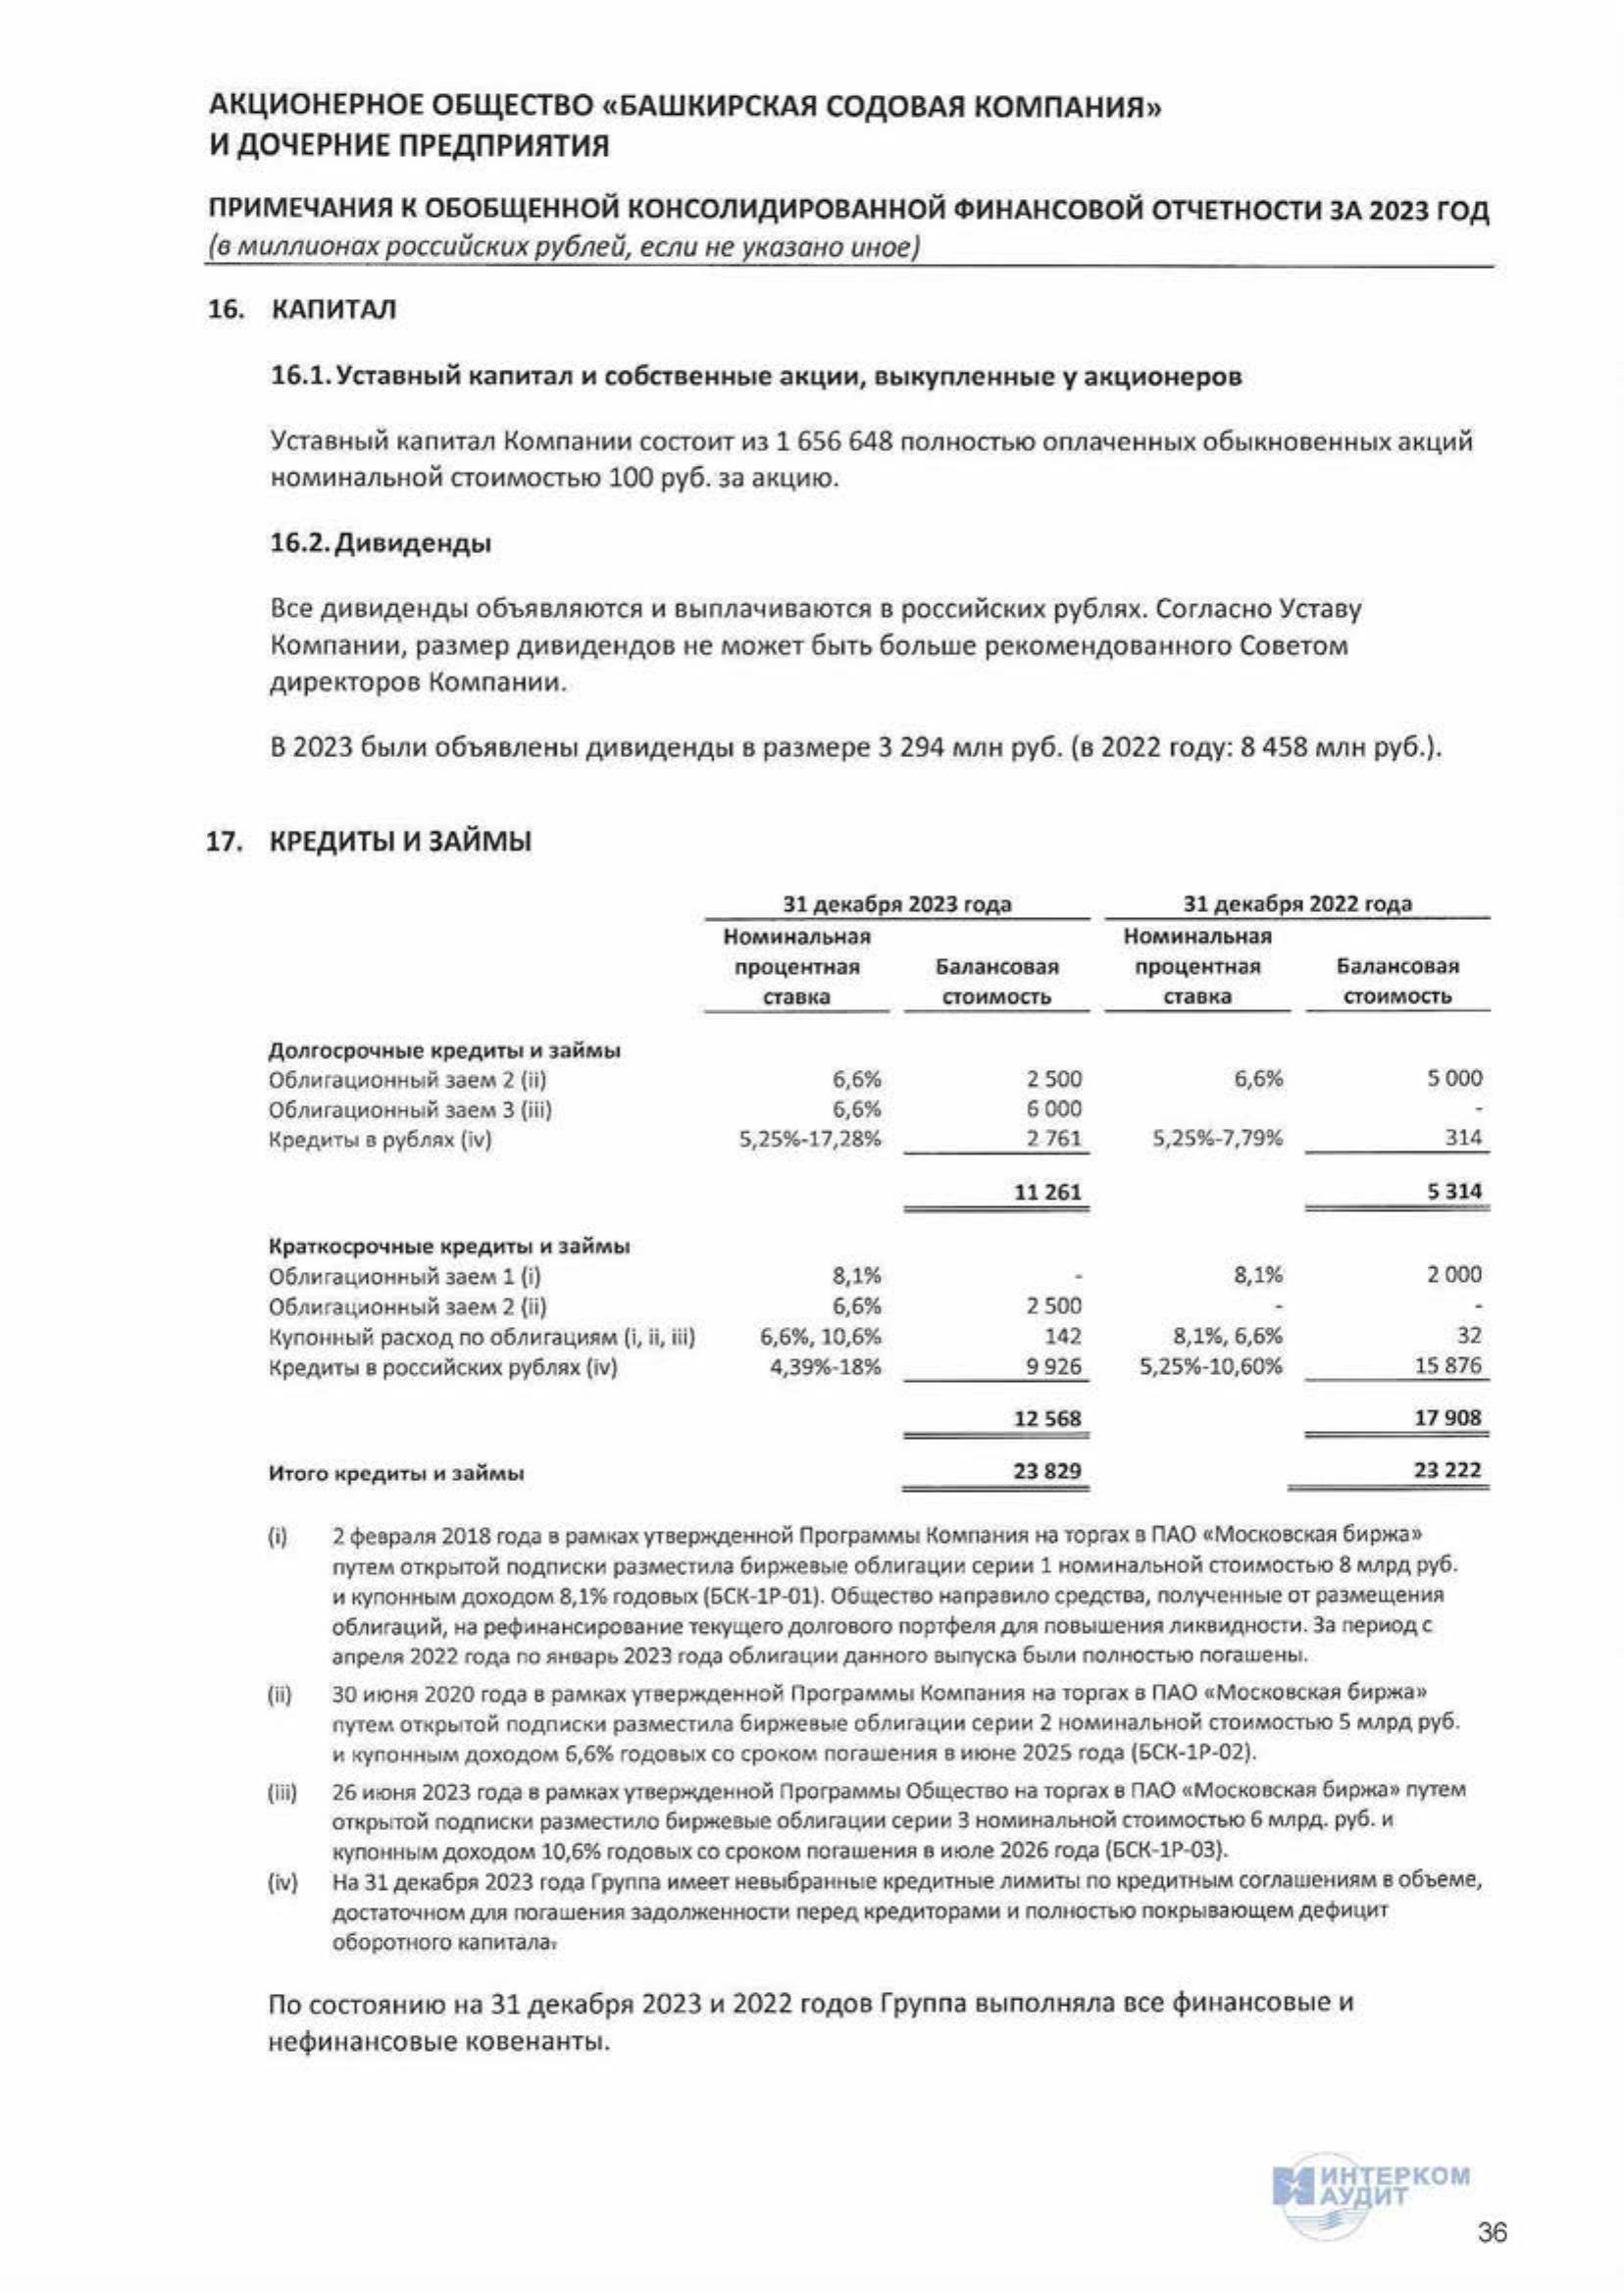 АКЦИОНЕРНОЕ ОБЩЕСТВО «БАШКИРСКАЯ СОДОВАЯ КОМПАНИЯ»
И ДОЧЕРНИЕ ПРЕДПРИЯТИЯ
ПРИМЕЧАНИЯ К ОБОБЩЕННОЙ КОНСОЛИДИРОВАННОЙ ФИНАНСОВОЙ ОТЧЕТНОСТИ ЗА 2023 ГОД
(в миллионах российских рублей, если не указано иное)
16. КАПИТАЛ
16.1. Уставный капитал и собственные акции, выкупленные у акционеров
Уставный капитал Компании состоит из 1 656 648 полностью оплаченных обыкновенных акций
номинальной стоимостью 100 руб. за акцию.
16.2. Дивиденды
Все дивиденды объявляются и выплачиваются в российских рублях. Согласно Уставу
Компании, размер дивидендов не может быть больше рекомендованного Советом
директоров Компании.
В 2023 были объявлены дивиденды в размере 3 294 млн руб. (в 2022 году: 8 458 млн руб.).
17. КРЕДИТЫ И ЗАЙМЫ
31 декабря 2023 года 31 декабря 2022 года
Номинальная Номинальная
процентная Балансовая процентная Балансовая
ставка стоимость ставка стоимость
Долгосрочные кредиты и займы
Облигационный заем 2 (ii) 6,6% 2 500 6,6% 5 000
Облигационный заем 3 (iii) 6,6% 6 000 -
Кредиты в рублях (iv) 5,25%-17,28% 2 761 5,25%-7,79% 314
11 261 5 314
Краткосрочные кредиты и займы
Облигационный заем 1 (i) 8,1% - 8,1% 2 000
Облигационный заем 2 (ii) 6,6% 2 500 - -
Купонный расход по облигациям (i, ii, iii) 6,6%, 10,6% 142 8,1%, 6,6% 32
Кредиты в российских рублях (iv) 4,39%-18% 9 926 5,25%-10,60% 15 876
12 568 17 908
Итого кредиты и займы 23 829 23 222
(i) 2 февраля 2018 года в рамках утвержденной Программы Компания на торгах в ПАО «Московская биржа»
путем открытой подписки разместила биржевые облигации серии 1 номинальной стоимостью 8 млрд руб.
и купонным доходом 8,1% годовых (БСК-1Р-01). Общество направило средства, полученные от размещения
облигаций, на рефинансирование текущего долгового портфеля для повышения ликвидности. За период с
апреля 2022 года по январь 2023 года облигации данного выпуска были полностью погашены.
(ii) 30 июня 2020 года в рамках утвержденной Программы Компания на торгах в ПАО «Московская биржа»
путем открытой подписки разместила биржевые облигации серии 2 номинальной стоимостью 5 млрд руб.
и купонным доходом 6,6% годовых со сроком погашения в июне 2025 года (БСК-1Р-02).
(iii) 26 июня 2023 года в рамках утвержденной Программы Общество на торгах в ПАО «Московская биржа» путем
открытой подписки разместило биржевые облигации серии 3 номинальной стоимостью 6 млрд. руб. и
купонным доходом 10,6% годовых со сроком погашения в июле 2026 года (БСК-1Р-03).
(iv) На 31 декабря 2023 года Группа имеет невыбранные кредитные лимиты по кредитным соглашениям в объеме,
достаточном для погашения задолженности перед кредиторами и полностью покрывающем дефицит
оборотного капитала.
По состоянию на 31 декабря 2023 и 2022 годов Группа выполняла все финансовые и
нефинансовые ковенанты.
ИНТЕРКОМ
АУДИТ
36